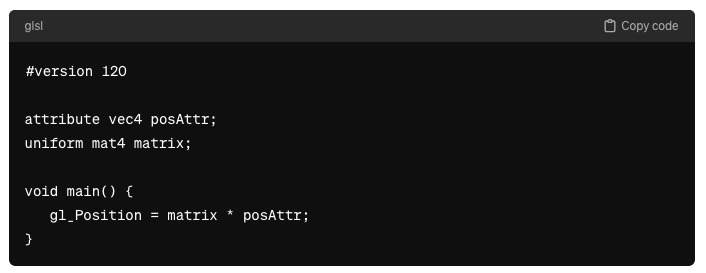 glsl
Copy code
#version 120
attribute vec4 posAttr;
uniform mat4 matrix;
void main() {
   gl_Position = matrix * posAttr;
}